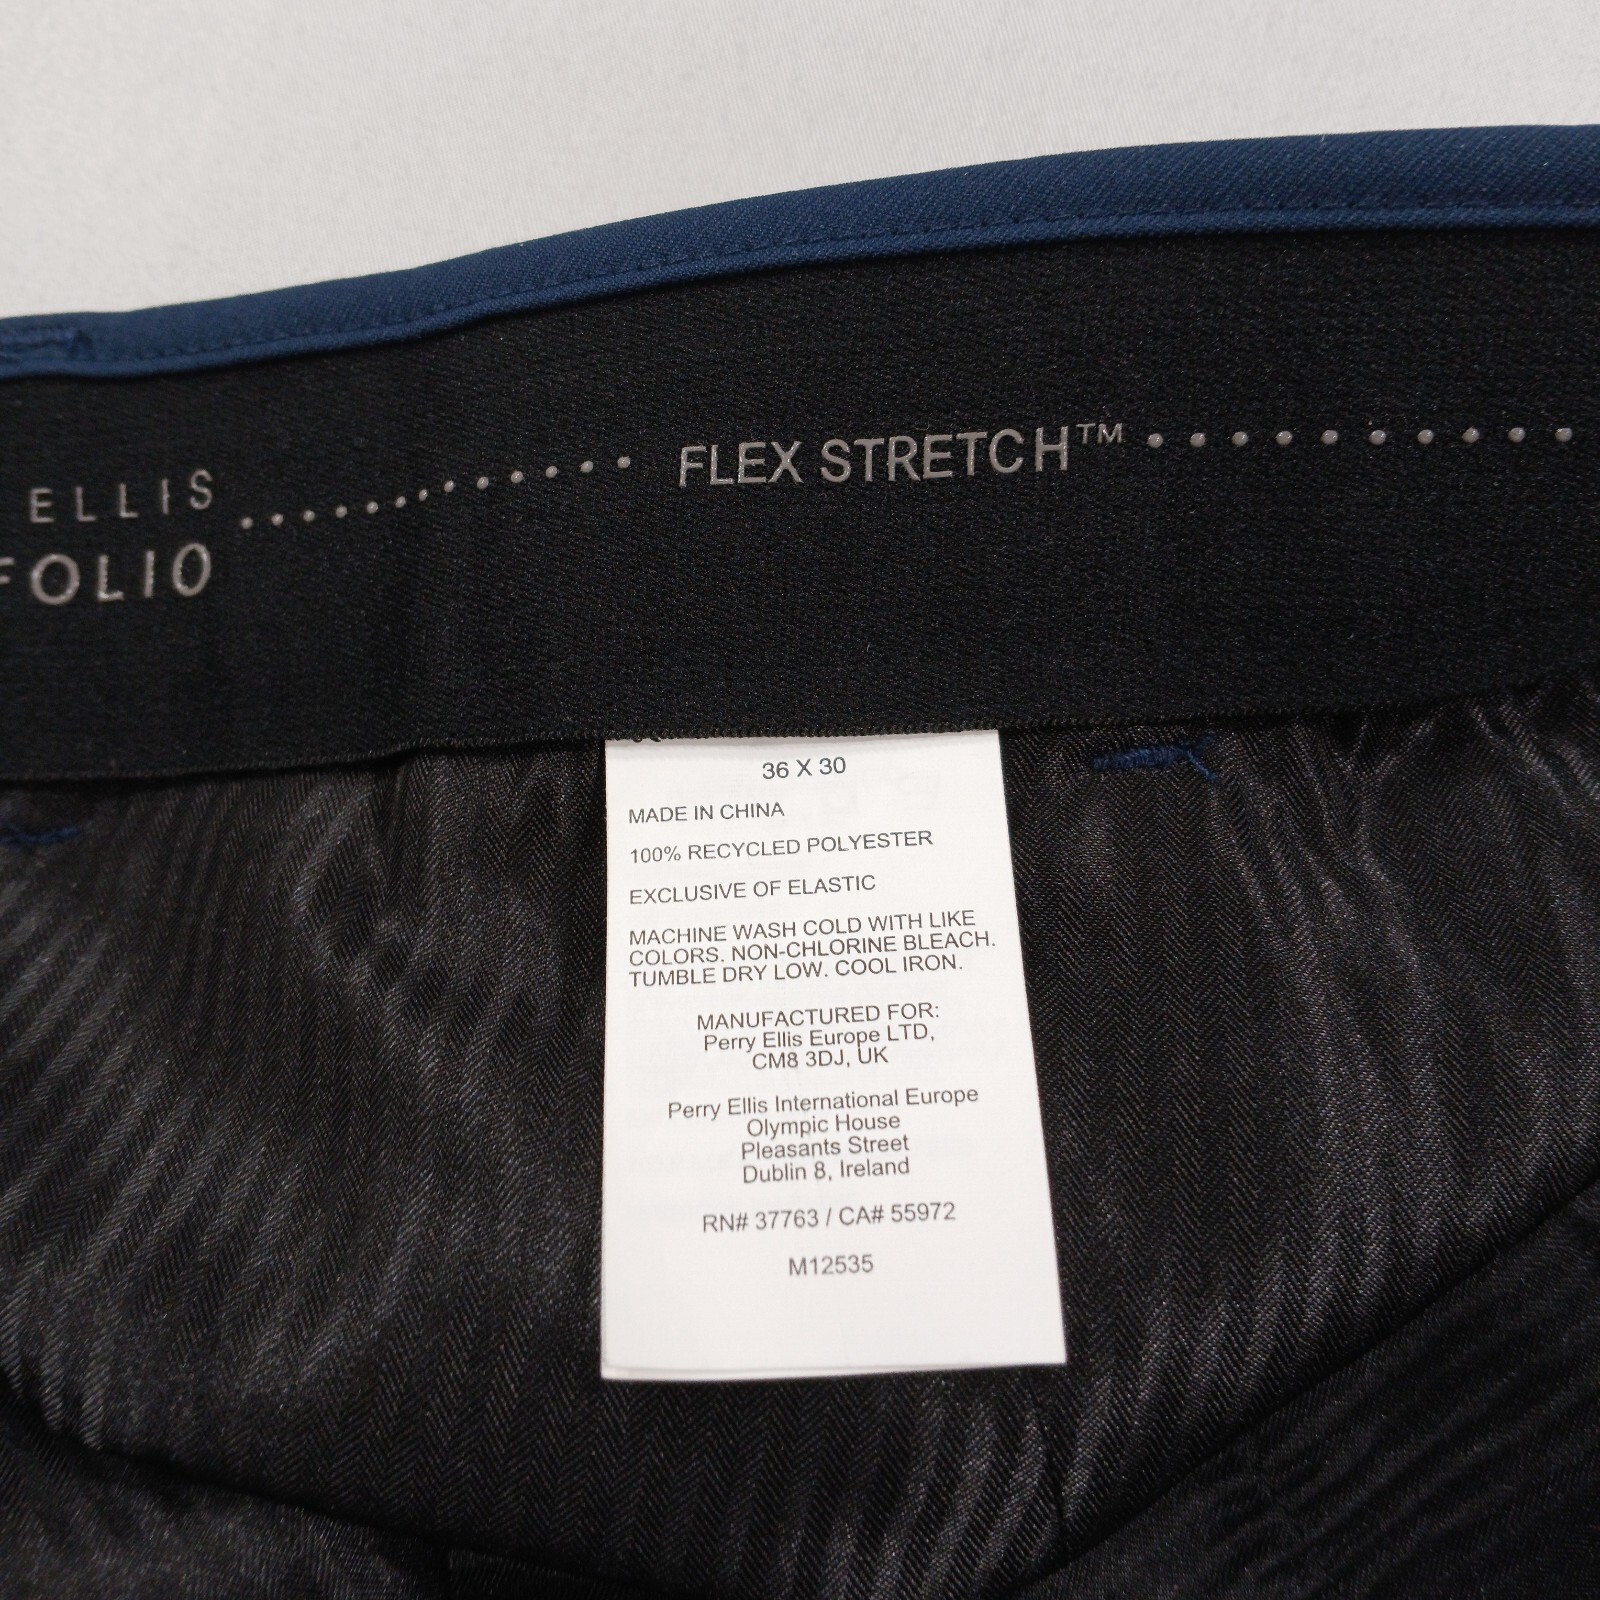 ELLIS
FOLIO
FLEX STRETCH™
36 X 30
MADE IN CHINA
100% RECYCLED POLYESTER
EXCLUSIVE OF ELASTIC
MACHINE WASH COLD WITH LIKE
COLORS. NON-CHLORINE BLEACH.
TUMBLE DRY LOW. COOL IRON.
MANUFACTURED FOR:
Perry Ellis Europe LTD,
CM8 3DJ, UK
Perry Ellis International Europe
Olympic House
Pleasants Street
Dublin 8, Ireland
RN# 37763 / CA# 55972
M12535